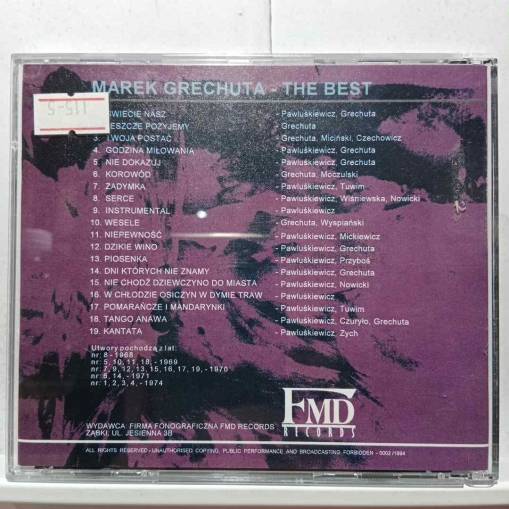 MAREK GRECHUTA - THE BEST
ŚWIECIE NASZ - Pawluśkiewicz, Grechuta
JESZCZE POŻYJEMY - Grechuta
3. TWOJA POSTAĆ - Grechuta, Miciński, Czechowicz
4. GODZINA MIŁOWANIA - Pawluśkiewicz, Grechuta
5. NIE DOKAZUJ - Pawluśkiewicz, Grechuta
6. KOROWÓD - Grechuta, Moczulski
7. ZADYMKA - Pawluśkiewicz, Tuwim
8. SERCE - Pawluśkiewicz, Wiśniewska, Nowicki
9. INSTRUMENTAL - Pawluśkiewicz
10. WESELE - Grechuta, Wyspiański
11. NIEPEWNOŚĆ - Pawluśkiewicz, Mickiewicz
12. DZIKIE WINO - Pawluśkiewicz, Grechuta
13. PIOSENKA - Pawluśkiewicz, Przyboś
14. DNI KTÓRYCH NIE ZNAMY - Pawluśkiewicz, Grechuta
15. NIE CHODŹ DZIEWCZYNO DO MIASTA - Pawluśkiewicz, Nowicki
16. W CHŁODZIE OSICZYN W DYMIE TRAW - Pawluśkiewicz
17. POMARAŃCZE I MANDARYNKI - Pawluśkiewicz, Tuwim
18. TANGO ANAWA - Pawluśkiewicz, Czuryło, Grechuta
19. KANTATA - Pawluśkiewicz, Zych
Utwory pochodzą z lat:
nr: 8 - 1968
nr: 5, 10, 11, 18, - 1969
nr: 7, 9, 12, 13, 15, 16, 17, 19, - 1970
nr: 6, 14, - 1971
nr: 1, 2, 3, 4, - 1974
FMD
RECORDS
WYDAWCA: FIRMA FONOGRAFICZNA FMD RECORDS
ZĄBKI, UL. JESIENNA 3B
ALL RIGHTS RESERVED - UNAUTHORISED COPYING, PUBLIC PERFORMANCE AND BROADCASTING FORBIDDEN - 0002 /1994